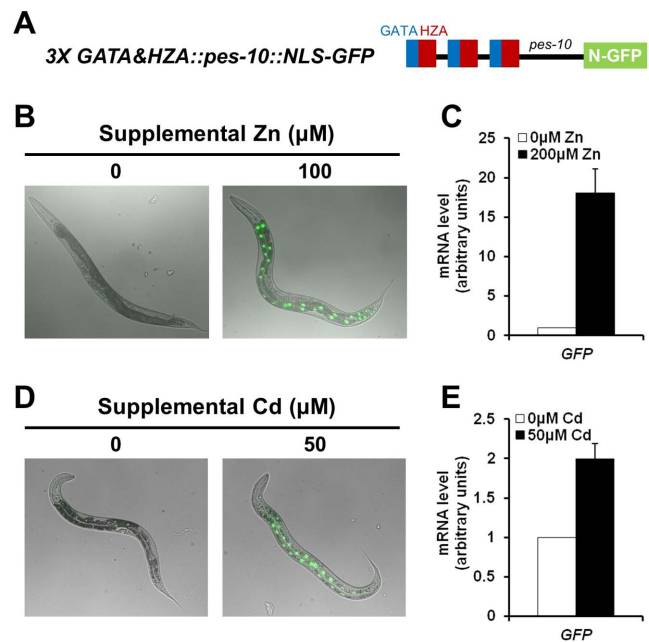 A
GATA HZA
3X GATA&HZA::pes-10::NLS-GFP
pes-10
N-GFP
B
Supplemental Zn (µM)
0 100
C
25
20
15
10
5
0
mRNA level
(arbitrary units)
0µM Zn
200µM Zn
GFP
D
Supplemental Cd (µM)
0 50
E
2.5
2
1.5
1
0.5
0
mRNA level
(arbitrary units)
0µM Cd
50µM Cd
GFP